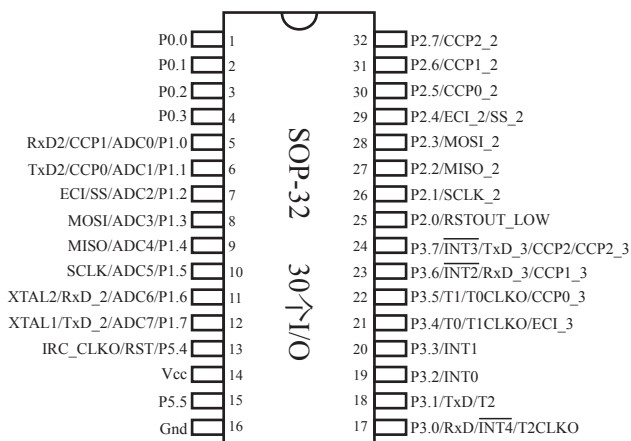 P0.0 1
P0.1 2
P0.2 3
P0.3 4
RxD2/CCP1/ADC0/P1.0 5
TxD2/CCP0/ADC1/P1.1 6
ECI/SS/ADC2/P1.2 7
MOSI/ADC3/P1.3 8
MISO/ADC4/P1.4 9
SCLK/ADC5/P1.5 10
XTAL2/RxD_2/ADC6/P1.6 11
XTAL1/TxD_2/ADC7/P1.7 12
IRC_CLKO/RST/P5.4 13
Vcc 14
P5.5 15
Gnd 16
SOP-32 30个I/O
32 P2.7/CCP2_2
31 P2.6/CCP1_2
30 P2.5/CCP0_2
29 P2.4/ECI_2/SS_2
28 P2.3/MOSI_2
27 P2.2/MISO_2
26 P2.1/SCLK_2
25 P2.0/RSTOUT_LOW
24 P3.7/INT3/TxD_3/CCP2/CCP2_3
23 P3.6/INT2/RxD_3/CCP1_3
22 P3.5/T1/T0CLKO/CCP0_3
21 P3.4/T0/T1CLKO/ECI_3
20 P3.3/INT1
19 P3.2/INT0
18 P3.1/TxD/T2
17 P3.0/RxD/INT4/T2CLKO